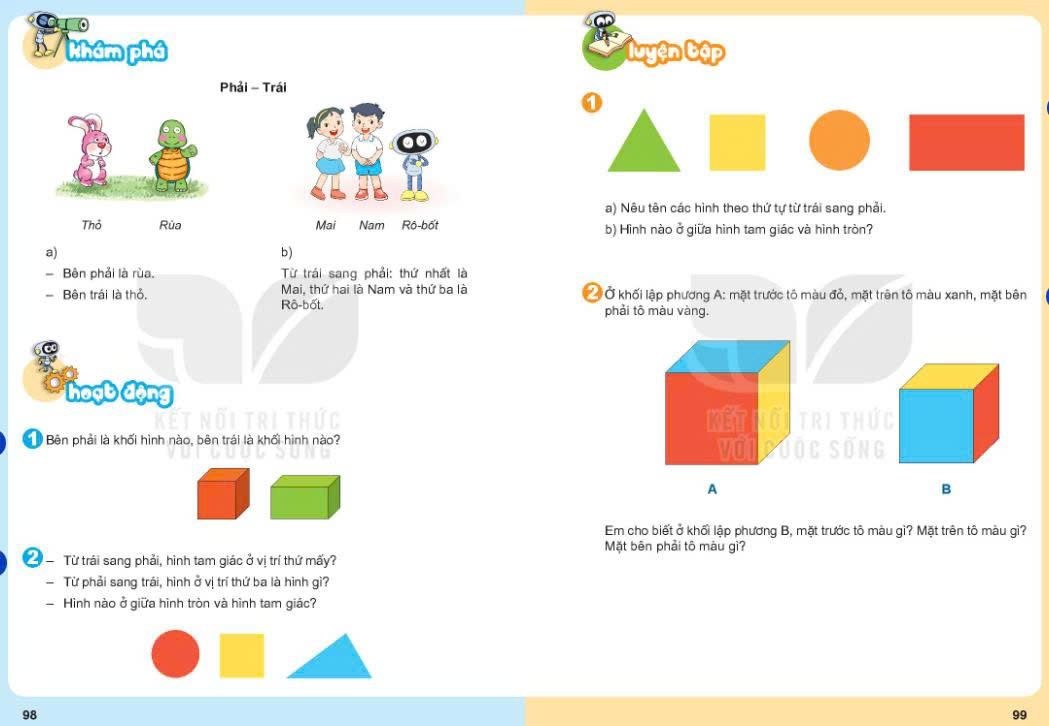 khám phá
Phải – Trái
Thỏ
Rùa
Mai
Nam
Rô-bốt
a)
– Bên phải là rùa.
– Bên trái là thỏ.
b)
Từ trái sang phải: thứ nhất là
Mai, thứ hai là Nam và thứ ba là
Rô-bốt.
hoạt động
1 Bên phải là khối hình nào, bên trái là khối hình nào?
2 – Từ trái sang phải, hình tam giác ở vị trí thứ mấy?
– Từ phải sang trái, hình ở vị trí thứ ba là hình gì?
– Hình nào ở giữa hình tròn và hình tam giác?
KẾT NỐI TRI THỨC
VỚI CUỘC SỐNG
98
luyện tập
1
a) Nêu tên các hình theo thứ tự từ trái sang phải.
b) Hình nào ở giữa hình tam giác và hình tròn?
2 Ở khối lập phương A: mặt trước tô màu đỏ, mặt trên tô màu xanh, mặt bên
phải tô màu vàng.
KẾT NỐI TRI THỨC
VỚI CUỘC SỐNG
A
B
Em cho biết ở khối lập phương B, mặt trước tô màu gì? Mặt trên tô màu gì?
Mặt bên phải tô màu gì?
99